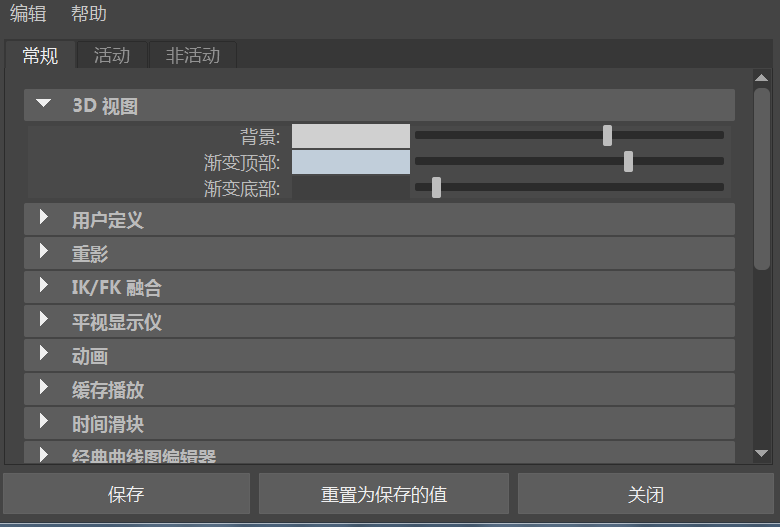 编辑 帮助
常规 活动 非活动
3D 视图
背景:
渐变顶部:
渐变底部:
用户定义
重影
IK/FK 融合
平视显示仪
动画
缓存播放
时间滑块
经典曲线图编辑器
保存 重置为保存的值 关闭